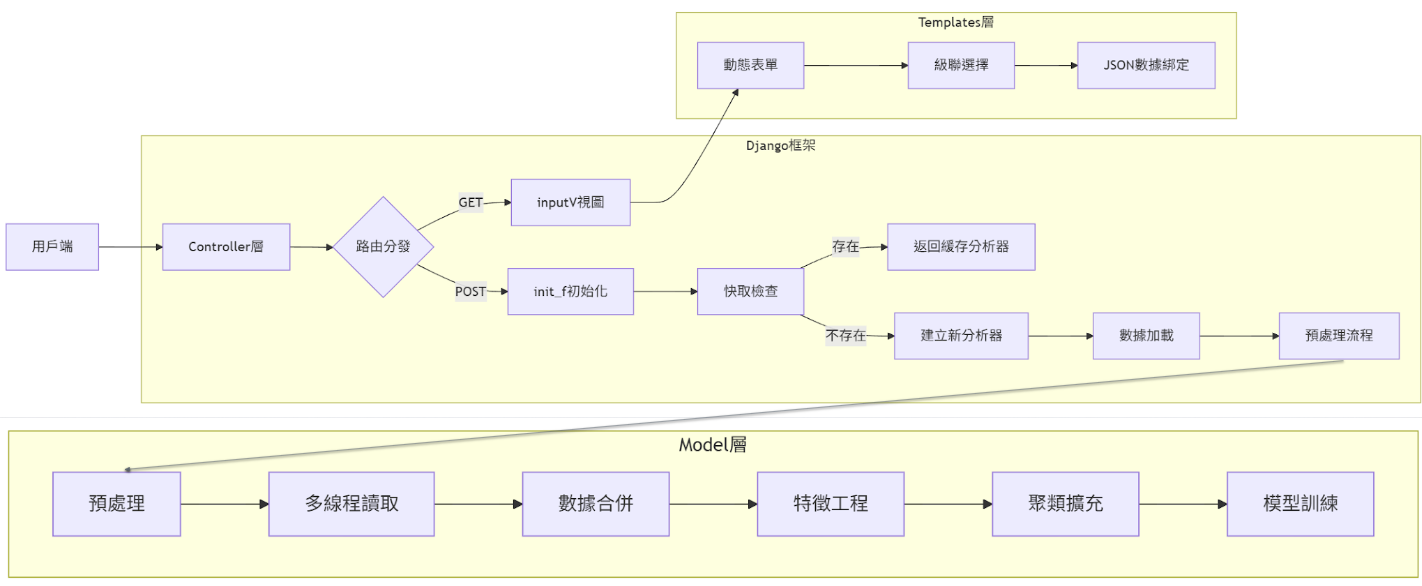 Templates層
動態表單
級聯選擇
JSON數據綁定
Django框架
用戶端
Controller層
路由分發
GET
inputV視圖
POST
init_f初始化
快取檢查
存在
返回緩存分析器
不存在
建立新分析器
數據加載
預處理流程
Model層
預處理
多線程讀取
數據合併
特徵工程
聚類擴充
模型訓練